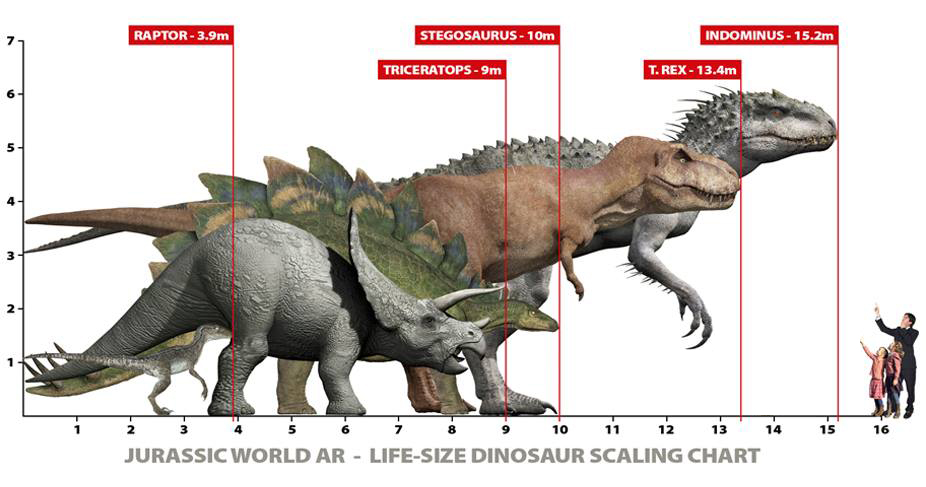 RAPTOR - 3.9m
STEGOSAURUS - 10m
INDOMINUS - 15.2m
TRICERATOPS - 9m
T. REX - 13.4m
7
6
5
4
3
2
1
1 2 3 4 5 6 7 8 9 10 11 12 13 14 15 16
JURASSIC WORLD AR - LIFE-SIZE DINOSAUR SCALING CHART